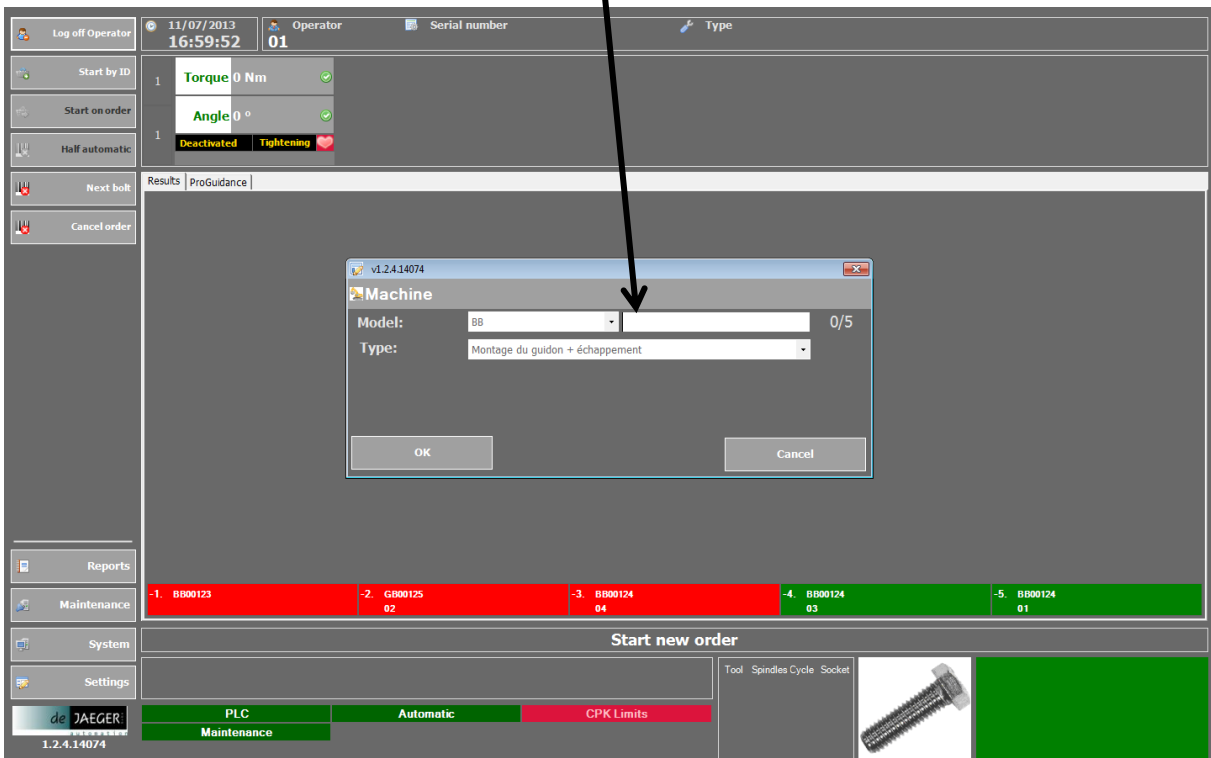 Log off Operator
11/07/2013
16:59:52
Operator
01
Serial number
Type
Start by ID
Start on order
Half automatic
Next bolt
Cancel order
1 Torque 0 Nm
Angle 0 °
1
Deactivated Tightening
Results ProGuidance
v1.2.4.14074
Machine
Model: BB 0/5
Type: Montage du guidon + échappement
OK Cancel
Reports
Maintenance
System
Settings
-1. BB00123
-2. GB00125
02
-3. BB00124
04
-4. BB00124
03
-5. BB00124
01
Start new order
Tool Spindles Cycle Socket
PLC Automatic CPK Limits
Maintenance
de JAEGER
AUTOMATION
1.2.4.14074